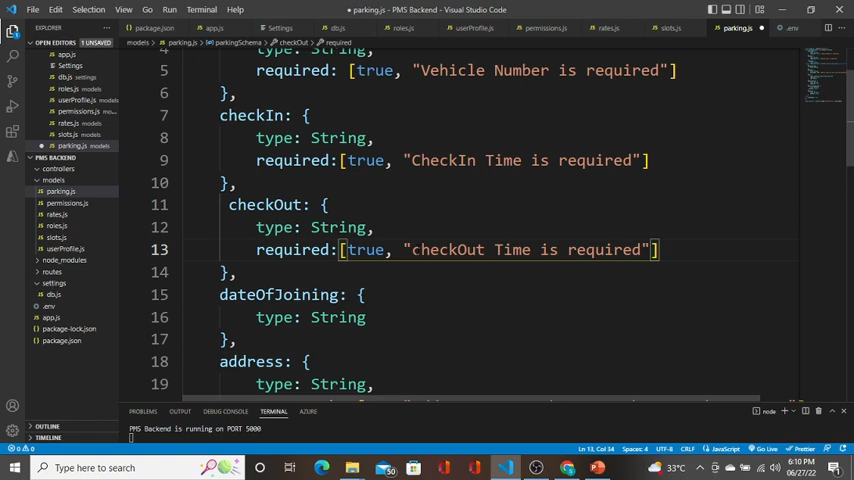 File Edit Selection View Go Run Terminal Help
parking.js - PMS Backend - Visual Studio Code
EXPLORER
package.json app.js Settings db.js roles.js userProfile.js permissions.js rates.js slots.js parking.js .env
OPEN EDITORS 1 UNSAVED
models > parking.js > parkingSchema > checkOut > required
app.js
Settings
db.js settings
roles.js models
userProfile.js models
permissions.js mo...
rates.js models
slots.js models
parking.js models
PMS BACKEND
controllers
models
parking.js
permissions.js
rates.js
roles.js
slots.js
userProfile.js
node_modules
routes
settings
db.js
.env
app.js
package-lock.json
package.json
OUTLINE
TIMELINE
4 type: String,
5 required: [true, "Vehicle Number is required"]
6 },
7 checkIn: {
8 type: String,
9 required:[true, "CheckIn Time is required"]
10 },
11 checkOut: {
12 type: String,
13 required:[true, "checkOut Time is required"]
14 },
15 dateOfJoining: {
16 type: String
17 },
18 address: {
19 type: String,
PROBLEMS OUTPUT DEBUG CONSOLE TERMINAL AZURE
node
PMS Backend is running on PORT 5000
0 0
Ln 13, Col 34 Spaces: 4 UTF-8 CRLF JavaScript Go Live Prettier
Type here to search
50
33°C
6:10 PM
06/27/22